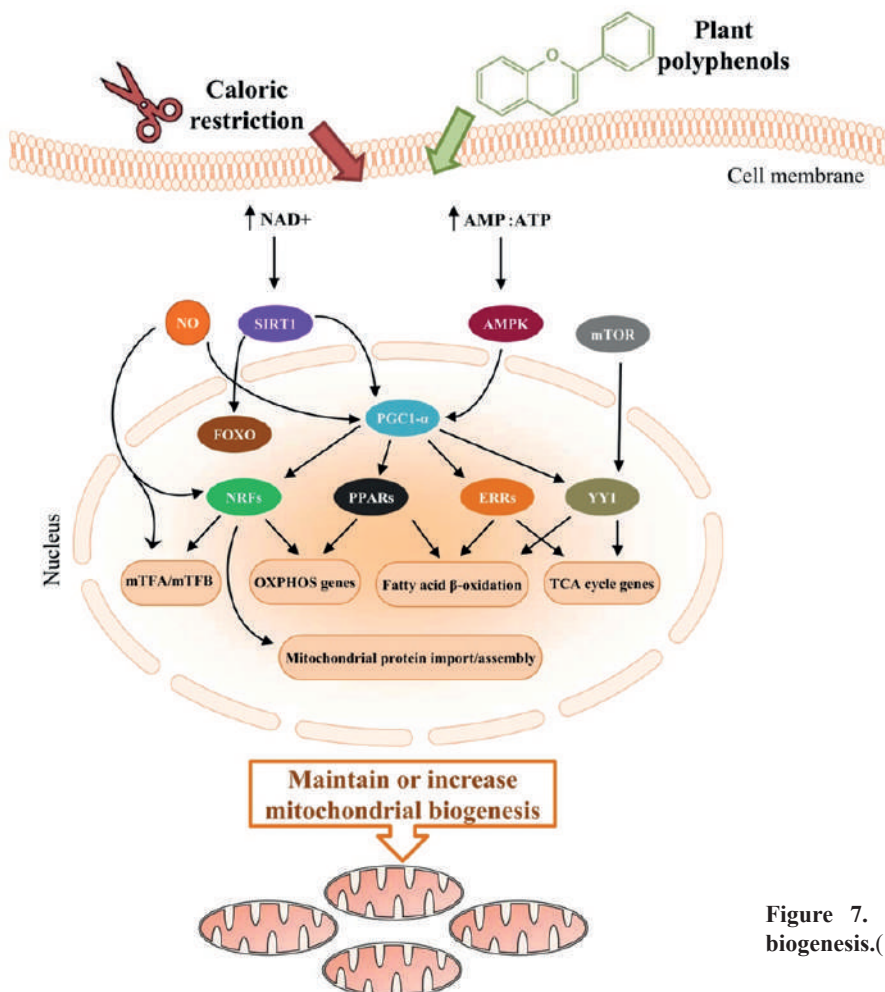 Plant
polyphenols
Caloric
restriction
O
Cell membrane
↑ NAD+
↑ AMP:ATP
NO
SIRT1
AMPK
mTOR
PGC1-α
FOXO
NRFs
PPARs
ERRs
YY1
Nucleus
mTFA/mTFB
OXPHOS genes
Fatty acid β-oxidation
TCA cycle genes
Mitochondrial protein import/assembly
Maintain or increase
mitochondrial biogenesis
Figure 7.
biogenesis.(